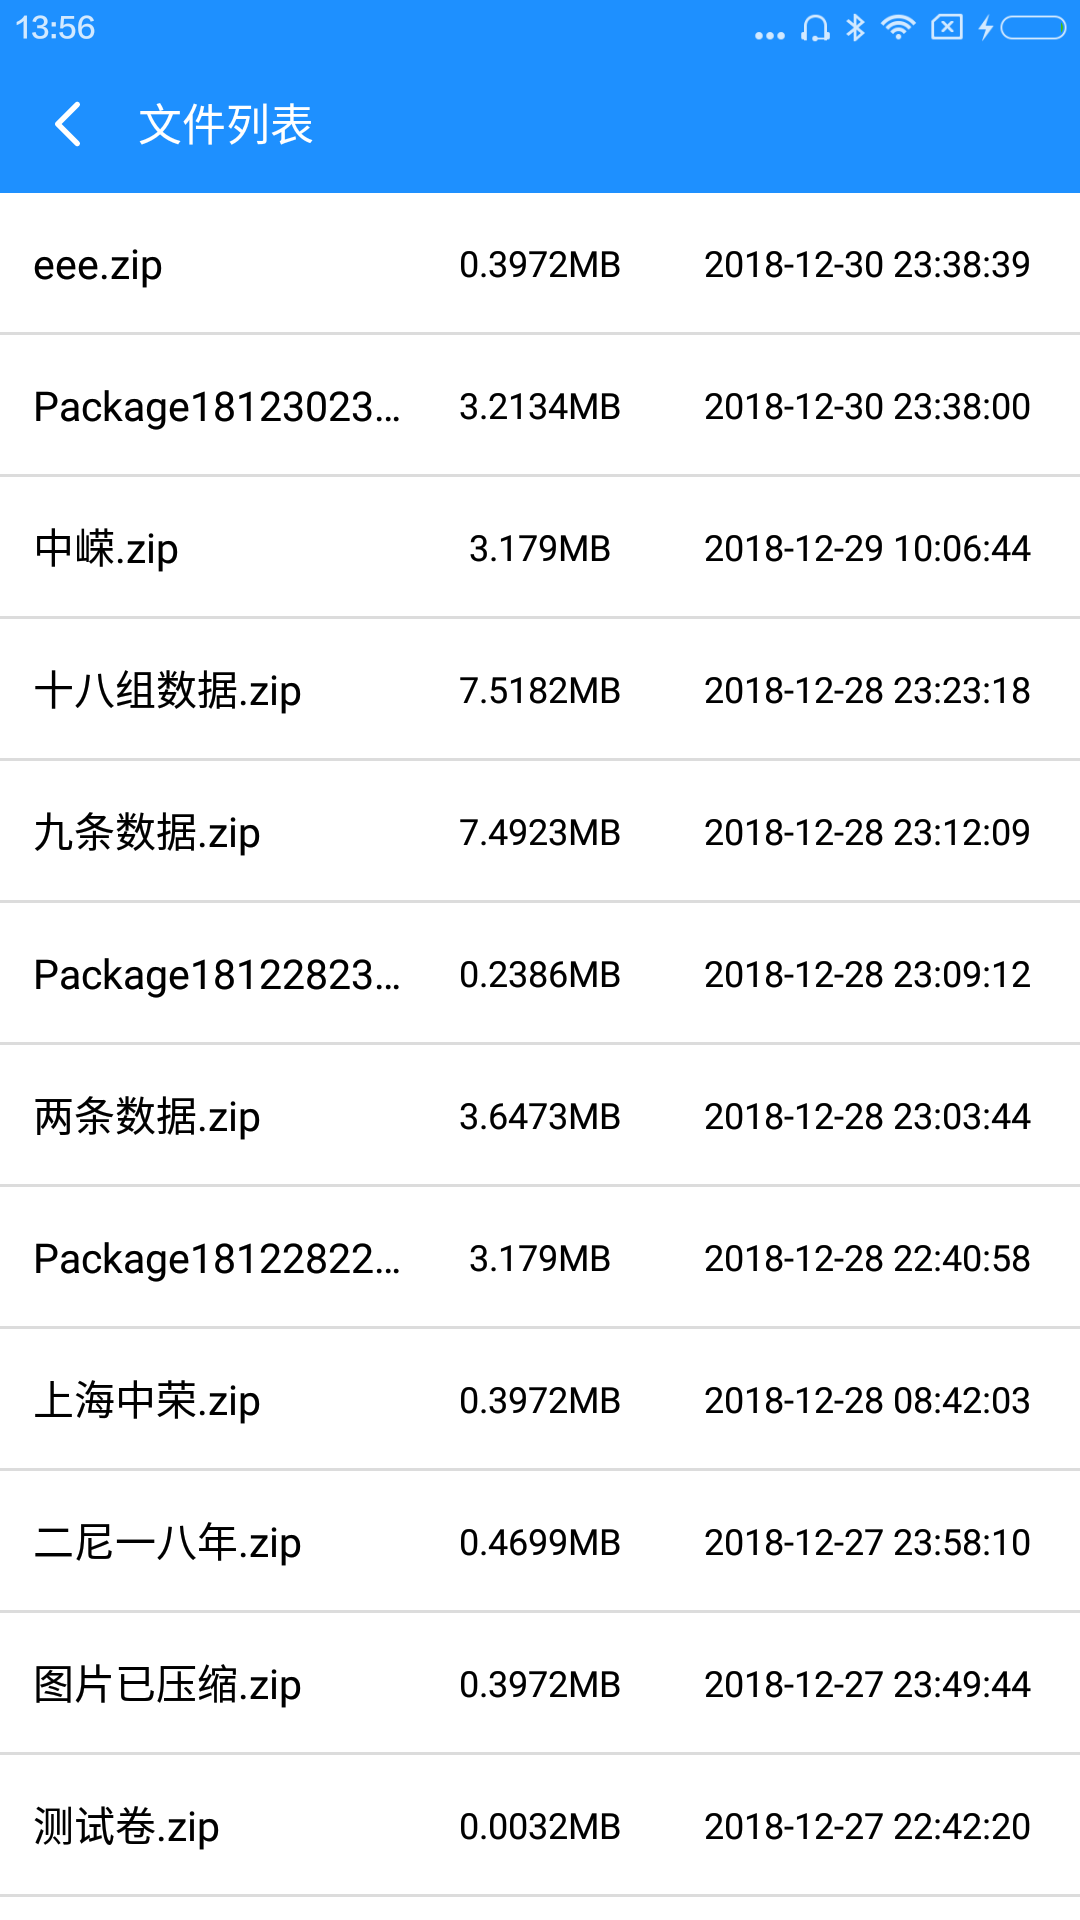 13:56
文件列表
eee.zip 0.3972MB 2018-12-30 23:38:39
Package18123023... 3.2134MB 2018-12-30 23:38:00
中嵘.zip 3.179MB 2018-12-29 10:06:44
十八组数据.zip 7.5182MB 2018-12-28 23:23:18
九条数据.zip 7.4923MB 2018-12-28 23:12:09
Package18122823... 0.2386MB 2018-12-28 23:09:12
两条数据.zip 3.6473MB 2018-12-28 23:03:44
Package18122822... 3.179MB 2018-12-28 22:40:58
上海中荣.zip 0.3972MB 2018-12-28 08:42:03
二尼一八年.zip 0.4699MB 2018-12-27 23:58:10
图片已压缩.zip 0.3972MB 2018-12-27 23:49:44
测试卷.zip 0.0032MB 2018-12-27 22:42:20